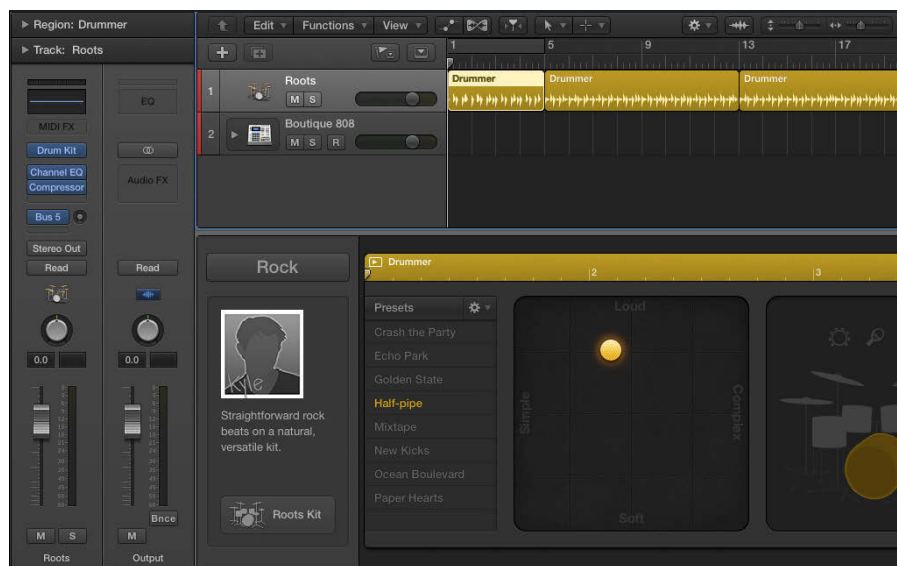 Region: Drummer
Edit Functions View
Track: Roots
1 5 9 13 17
EQ
MIDI FX
Drum Kit
Channel EQ
Compressor
Audio FX
Bus 5
Stereo Out
Read Read
0.0 0.0
Bnce
M S M
Roots Output
1 Roots
M S
2 Boutique 808
M S R
Drummer Drummer Drummer
Rock
Kyle
Straightforward rock
beats on a natural,
versatile kit.
Roots Kit
Drummer
2 3
Presets
Crash the Party
Echo Park
Golden State
Half-pipe
Mixtape
New Kicks
Ocean Boulevard
Paper Hearts
Loud
Simple
Complex
Soft